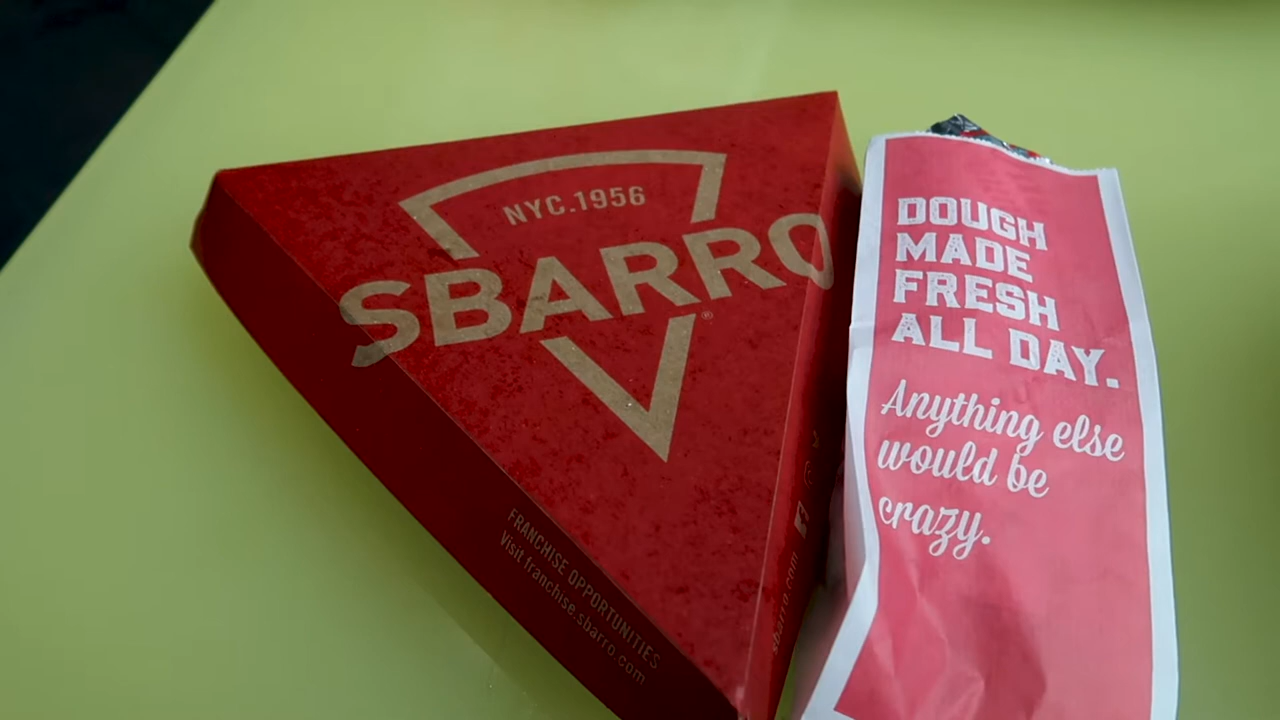 NYC.1956
SBARRO
®
FRANCHISE OPPORTUNITIES
Visit franchise.sbarro.com
sbarro.com
DOUGH
MADE
FRESH
ALL DAY.
Anything else
would be
crazy.